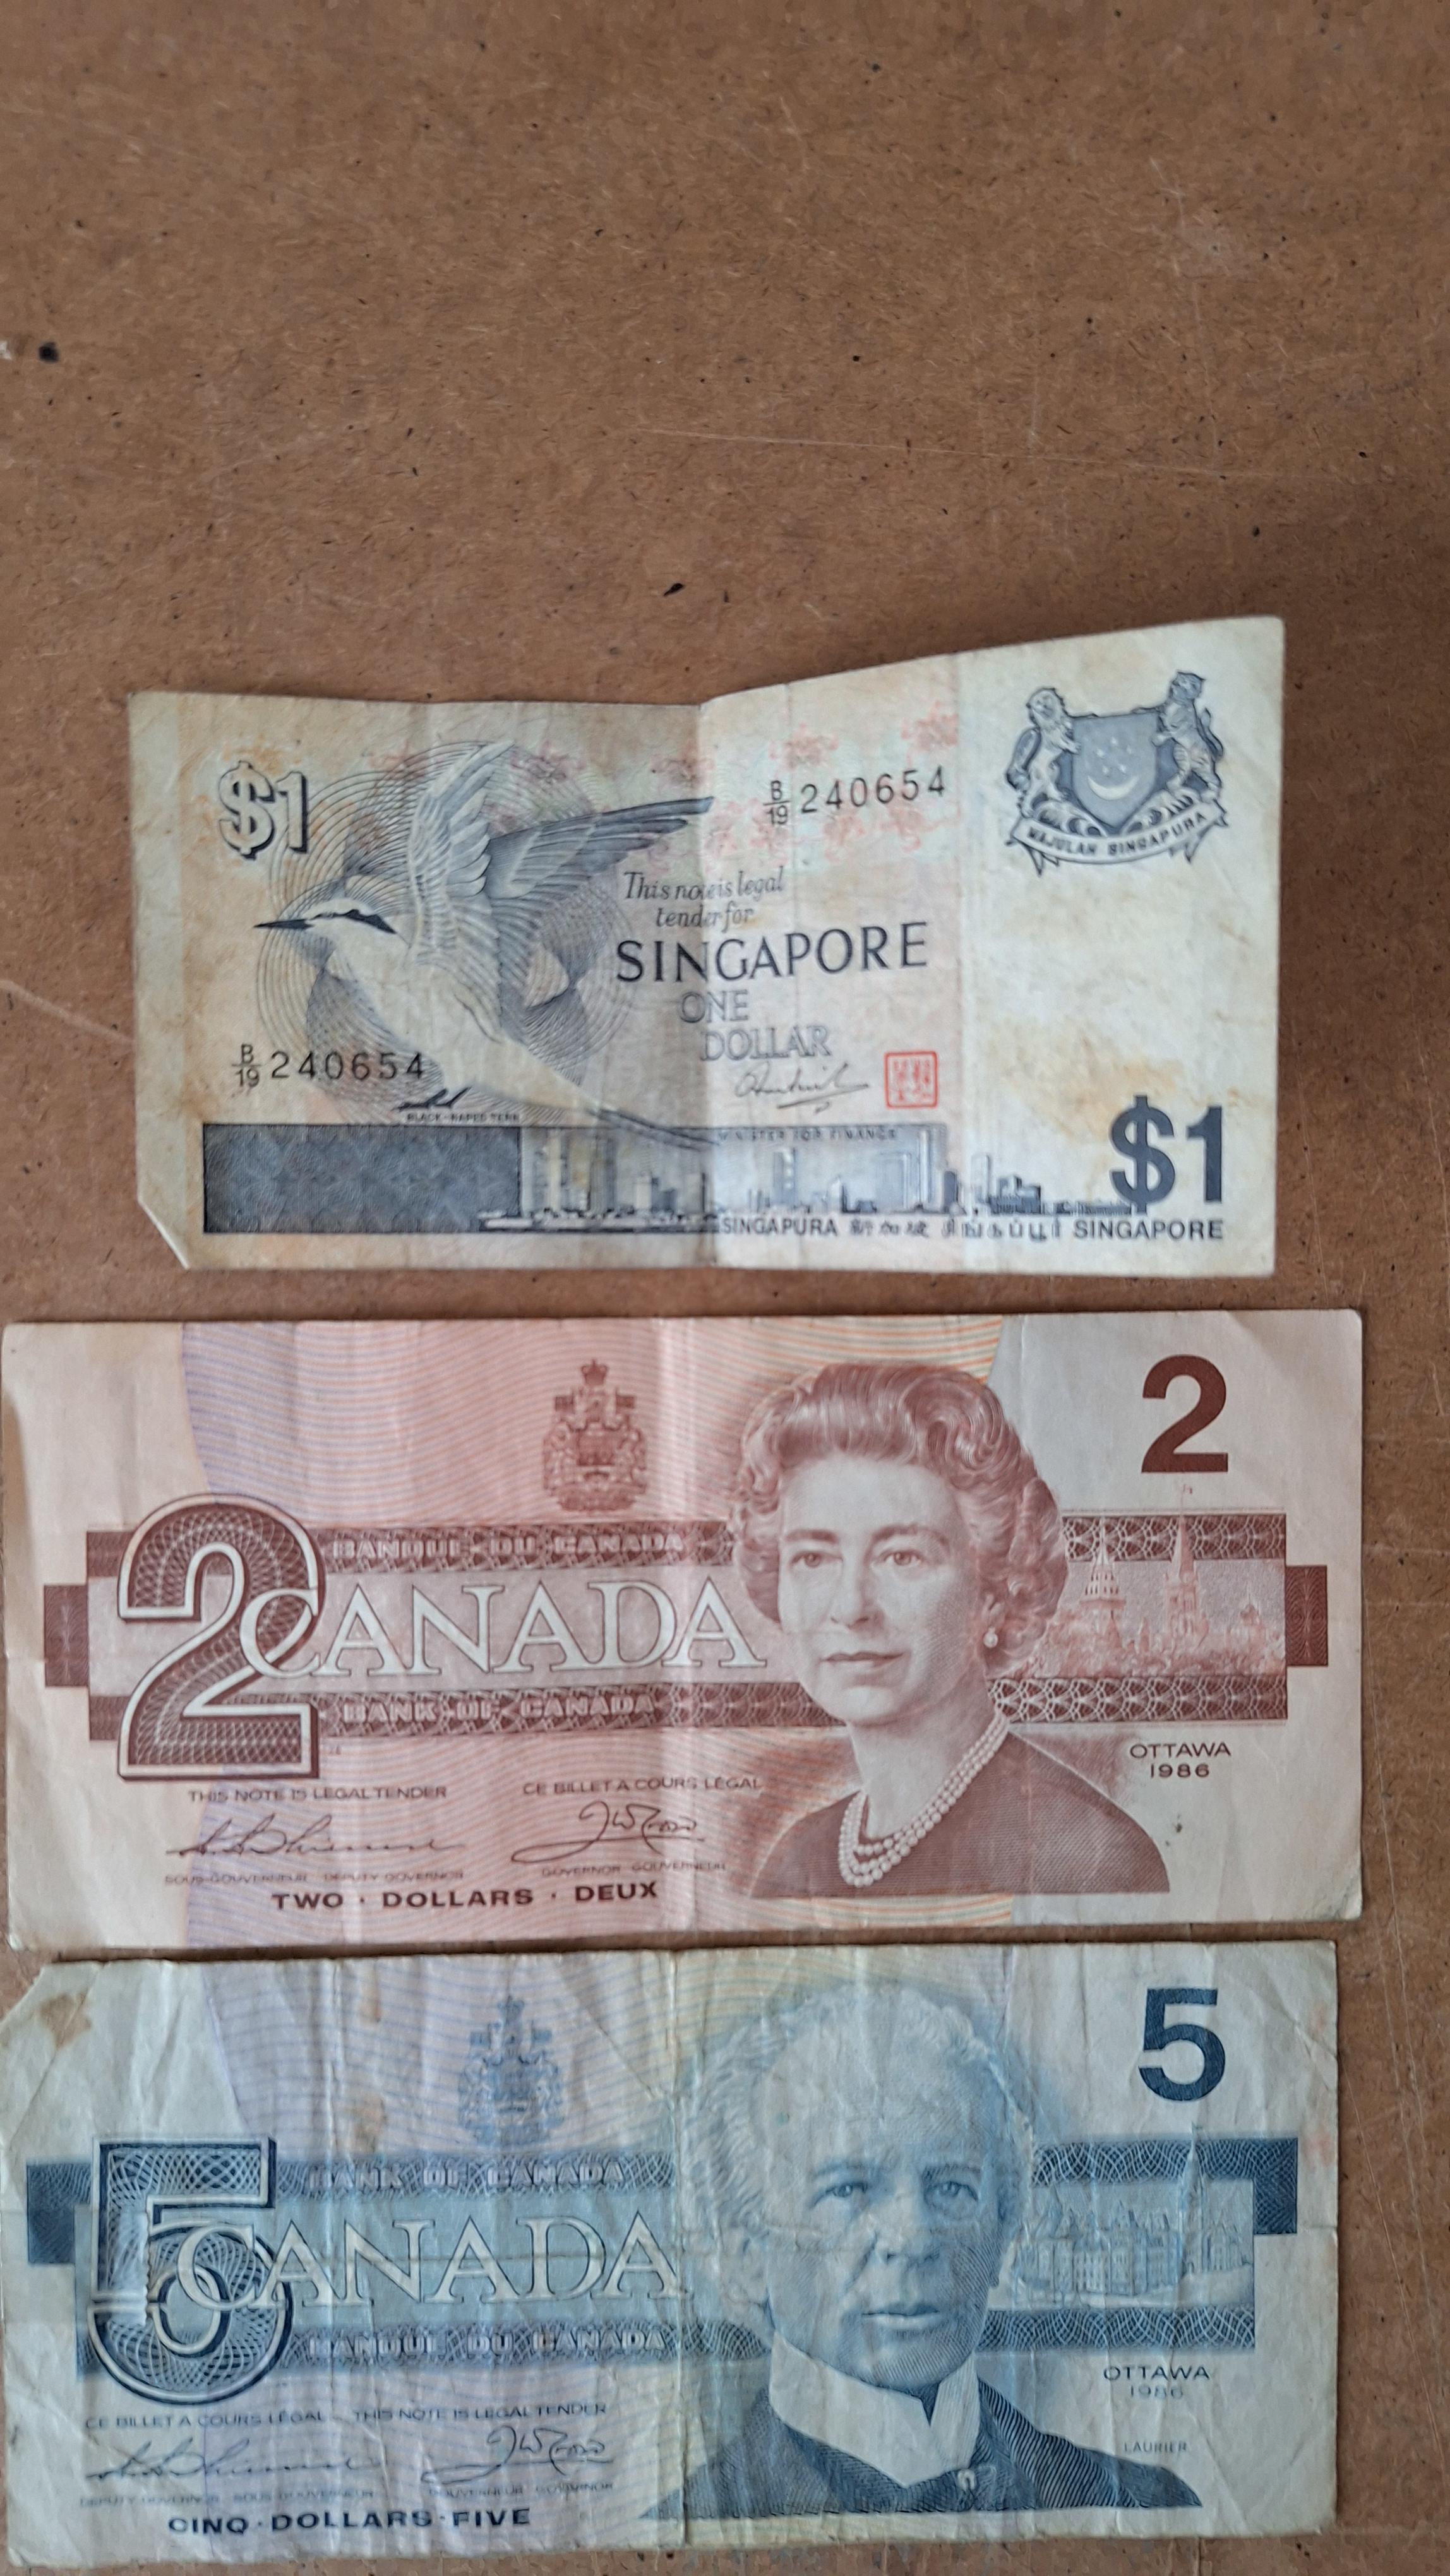 $1
B/19 240654
MAJULAH SINGAPURA
This note is legal
tender for
SINGAPORE
ONE
DOLLAR
B/19 240654
BLACK-NAPED TERN
MINISTER FOR FINANCE
$1
SINGAPURA 新加坡 சிங்கப்பூர் SINGAPORE
2
BANQUE DU CANADA
2 CANADA
BANK OF CANADA
OTTAWA
1986
THIS NOTE IS LEGAL TENDER CE BILLET A COURS LÉGAL
SOUS-GOUVERNEUR DEPUTY GOVERNOR GOVERNOR GOUVERNEUR
TWO · DOLLARS · DEUX
5
BANK OF CANADA
5 CANADA
BANQUE DU CANADA
OTTAWA
1986
CE BILLET A COURS LÉGAL THIS NOTE IS LEGAL TENDER
LAURIER
DEPUTY GOVERNOR SOUS-GOUVERNEUR GOUVERNEUR GOVERNOR
CINQ · DOLLARS · FIVE